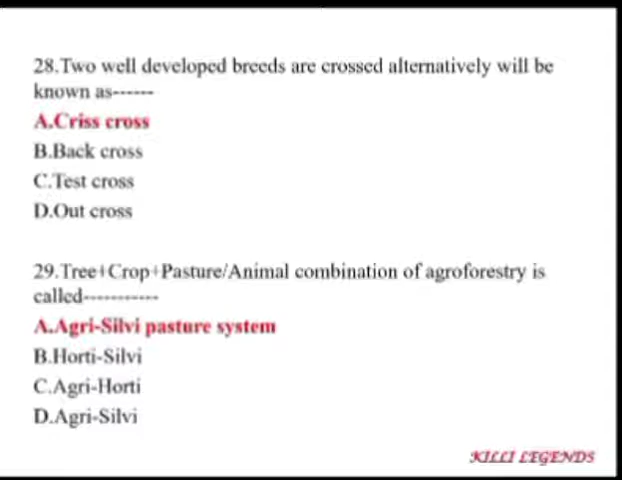 28.Two well developed breeds are crossed alternatively will be
known as------
A.Criss cross
B.Back cross
C.Test cross
D.Out cross
29.Tree+Crop+Pasture/Animal combination of agroforestry is
called-----------
A.Agri-Silvi pasture system
B.Horti-Silvi
C.Agri-Horti
D.Agri-Silvi
KILLI LEGENDS